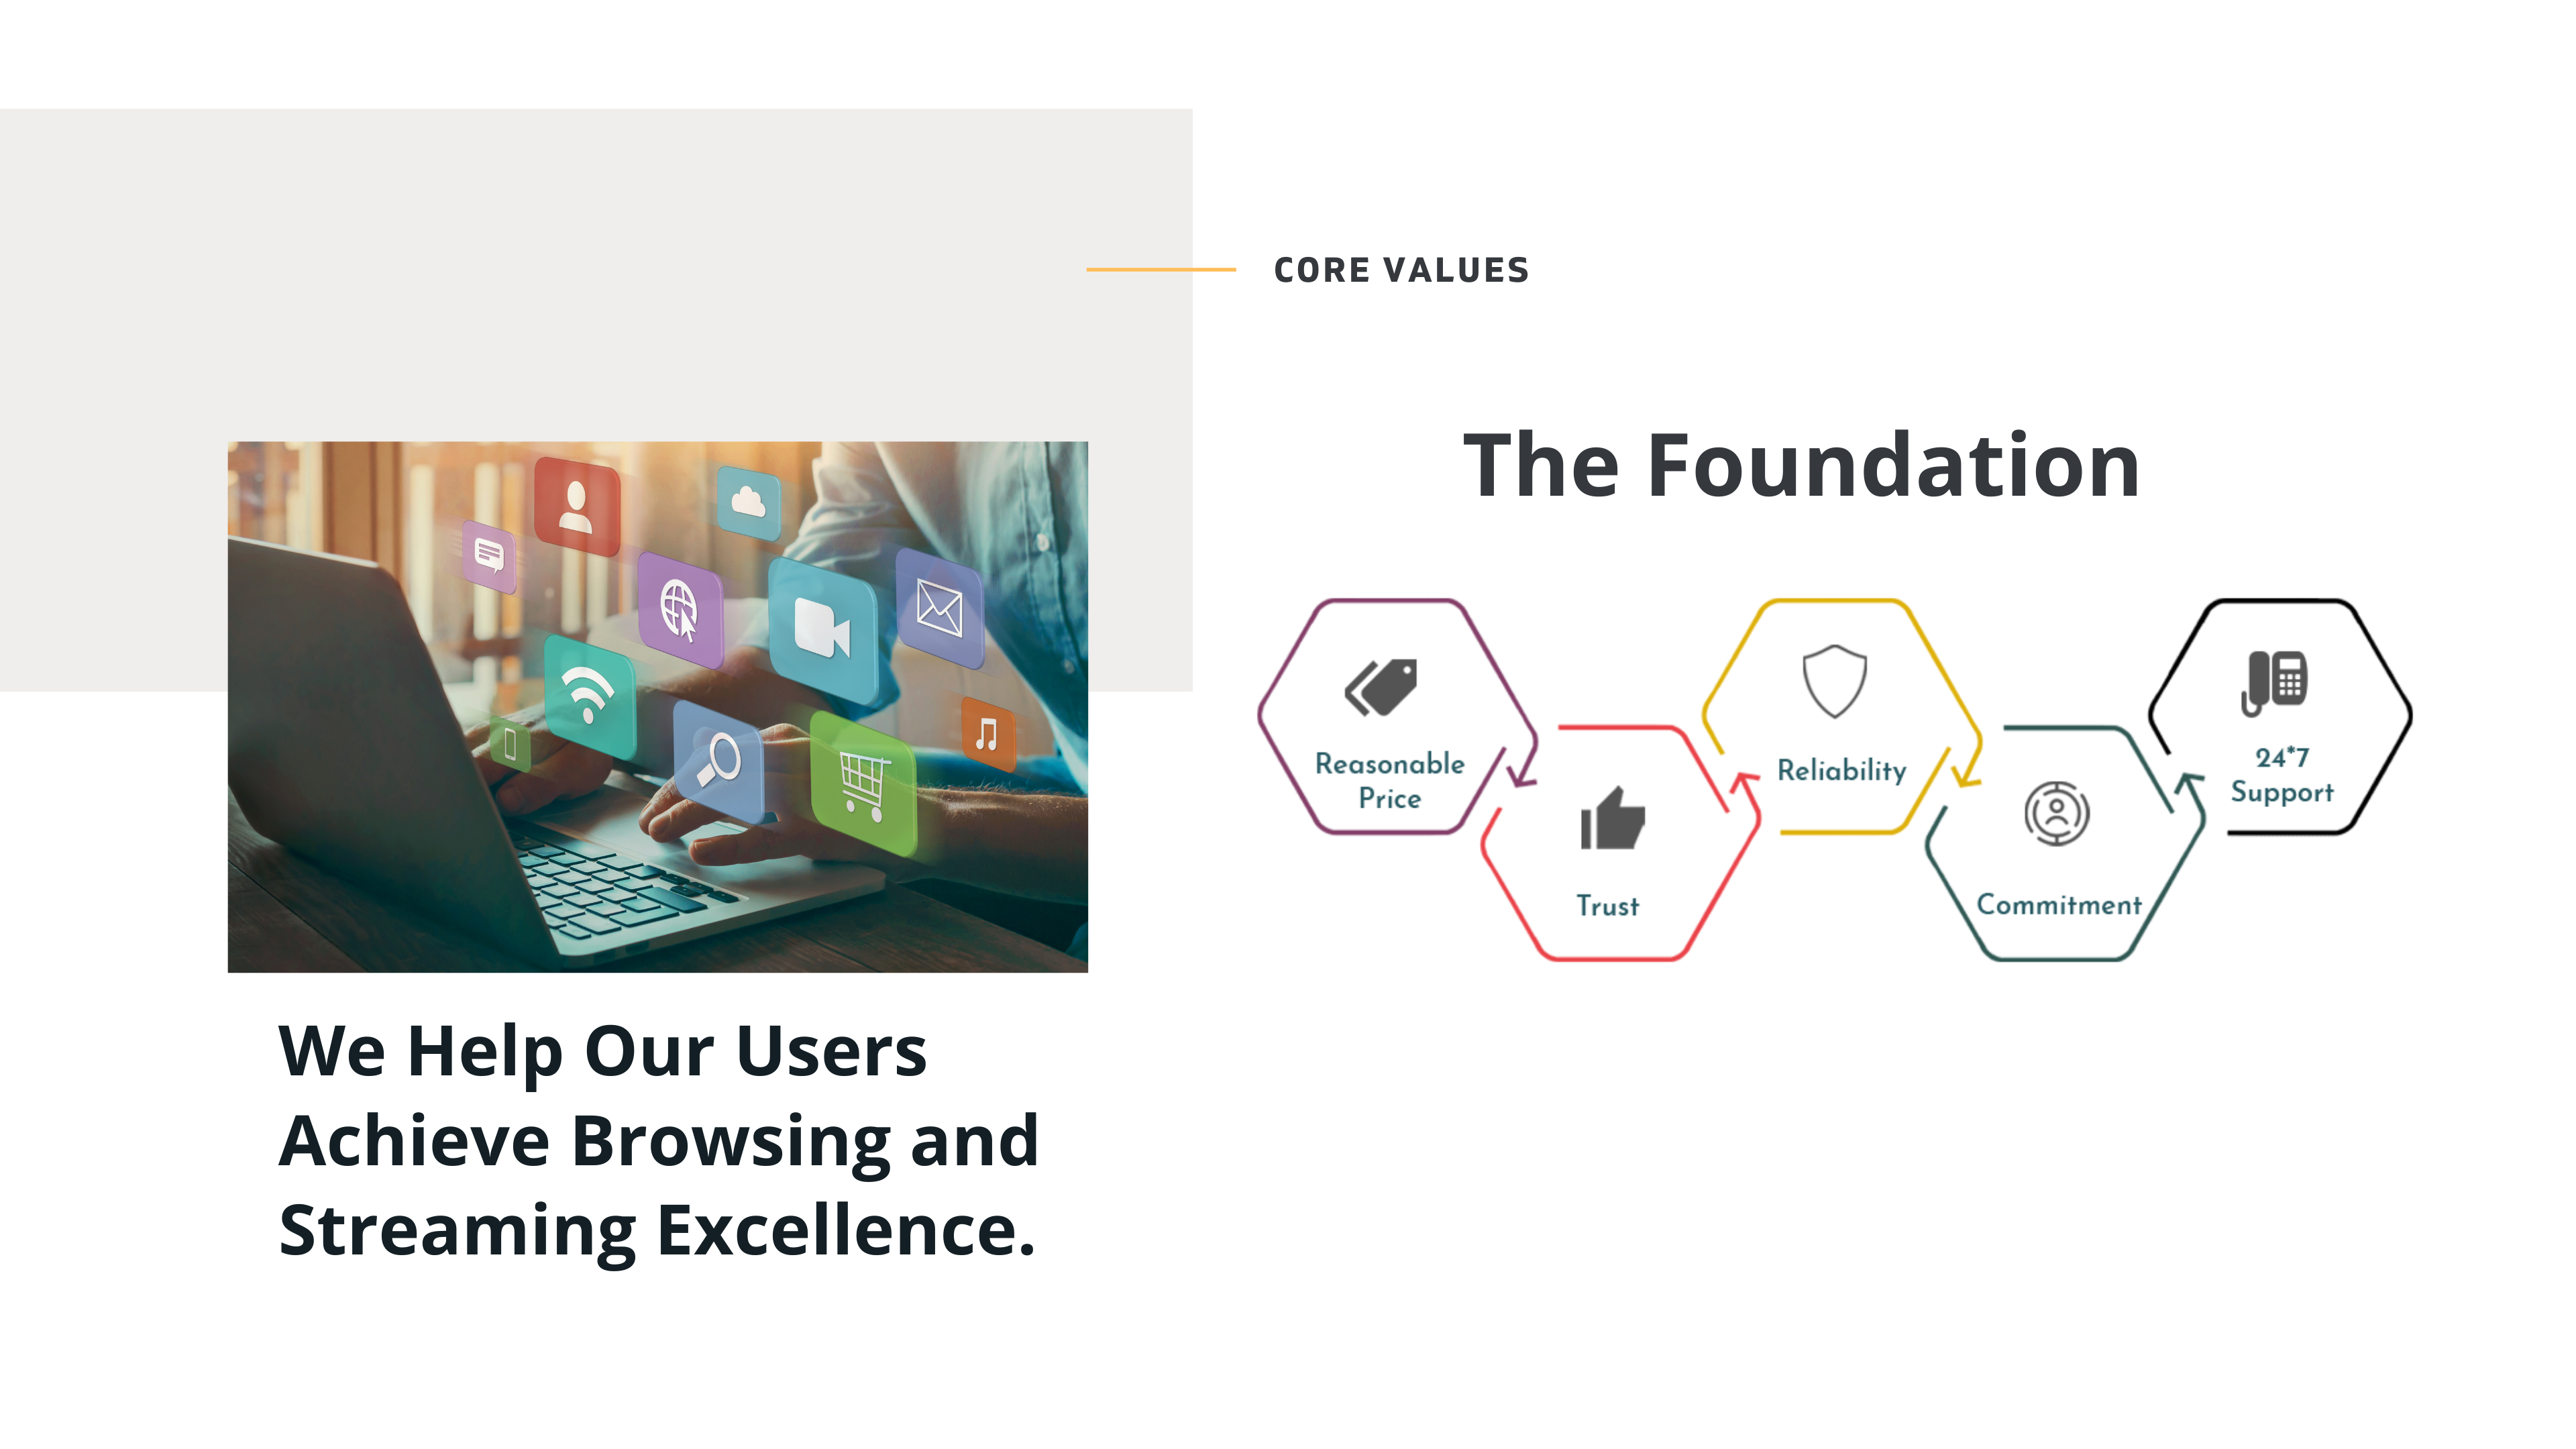 CORE VALUES
The Foundation
Reasonable
Price
Trust
Reliability
Commitment
24*7
Support
We Help Our Users
Achieve Browsing and
Streaming Excellence.